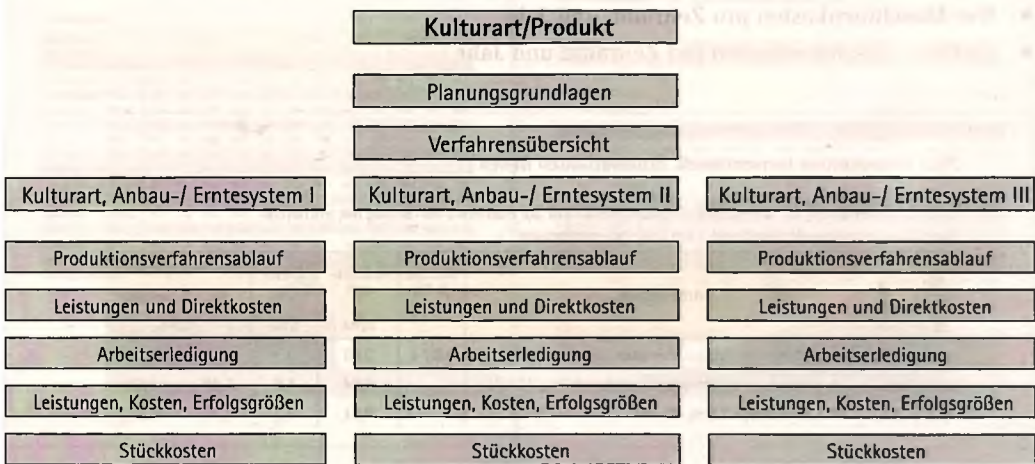 Kulturart/Produkt
Planungsgrundlagen
Verfahrensübersicht
Kulturart, Anbau-/ Erntesystem I
Kulturart, Anbau-/ Erntesystem II
Kulturart, Anbau-/ Erntesystem III
Produktionsverfahrensablauf
Produktionsverfahrensablauf
Produktionsverfahrensablauf
Leistungen und Direktkosten
Leistungen und Direktkosten
Leistungen und Direktkosten
Arbeitserledigung
Arbeitserledigung
Arbeitserledigung
Leistungen, Kosten, Erfolgsgrößen
Leistungen, Kosten, Erfolgsgrößen
Leistungen, Kosten, Erfolgsgrößen
Stückkosten
Stückkosten
Stückkosten